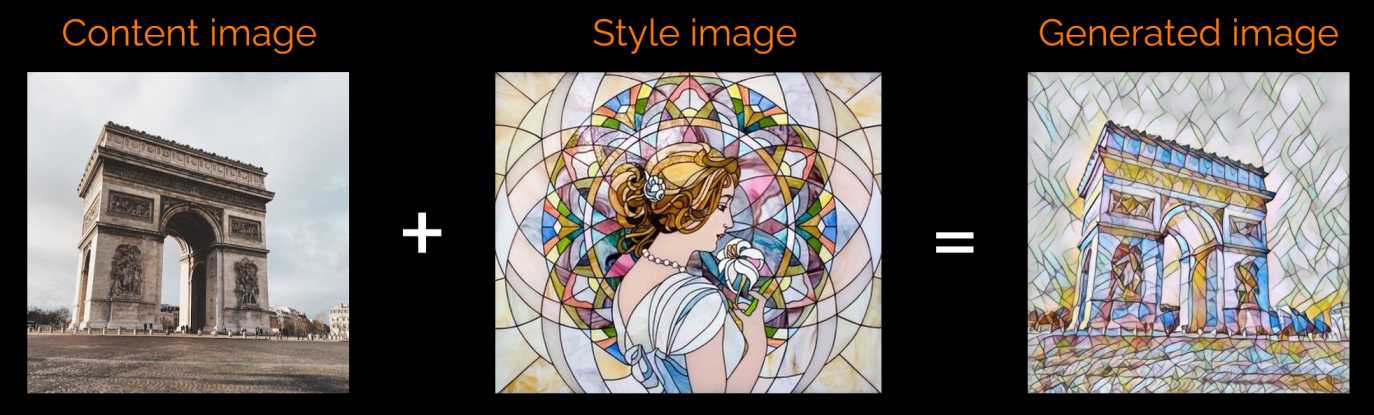 Content image
Style image
Generated image
+
=